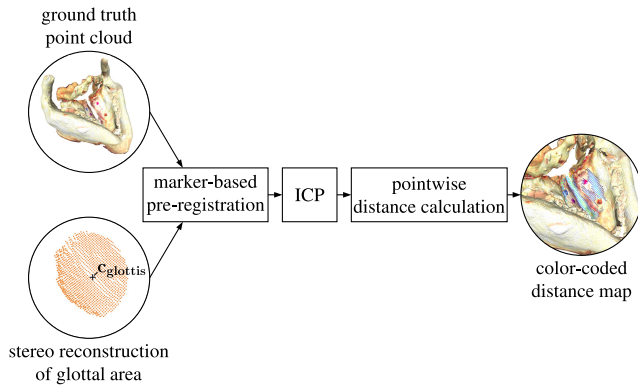 ground truth
point cloud
marker-based
pre-registration
ICP
pointwise
distance calculation
color-coded
distance map
c_glottis
stereo reconstruction
of glottal area